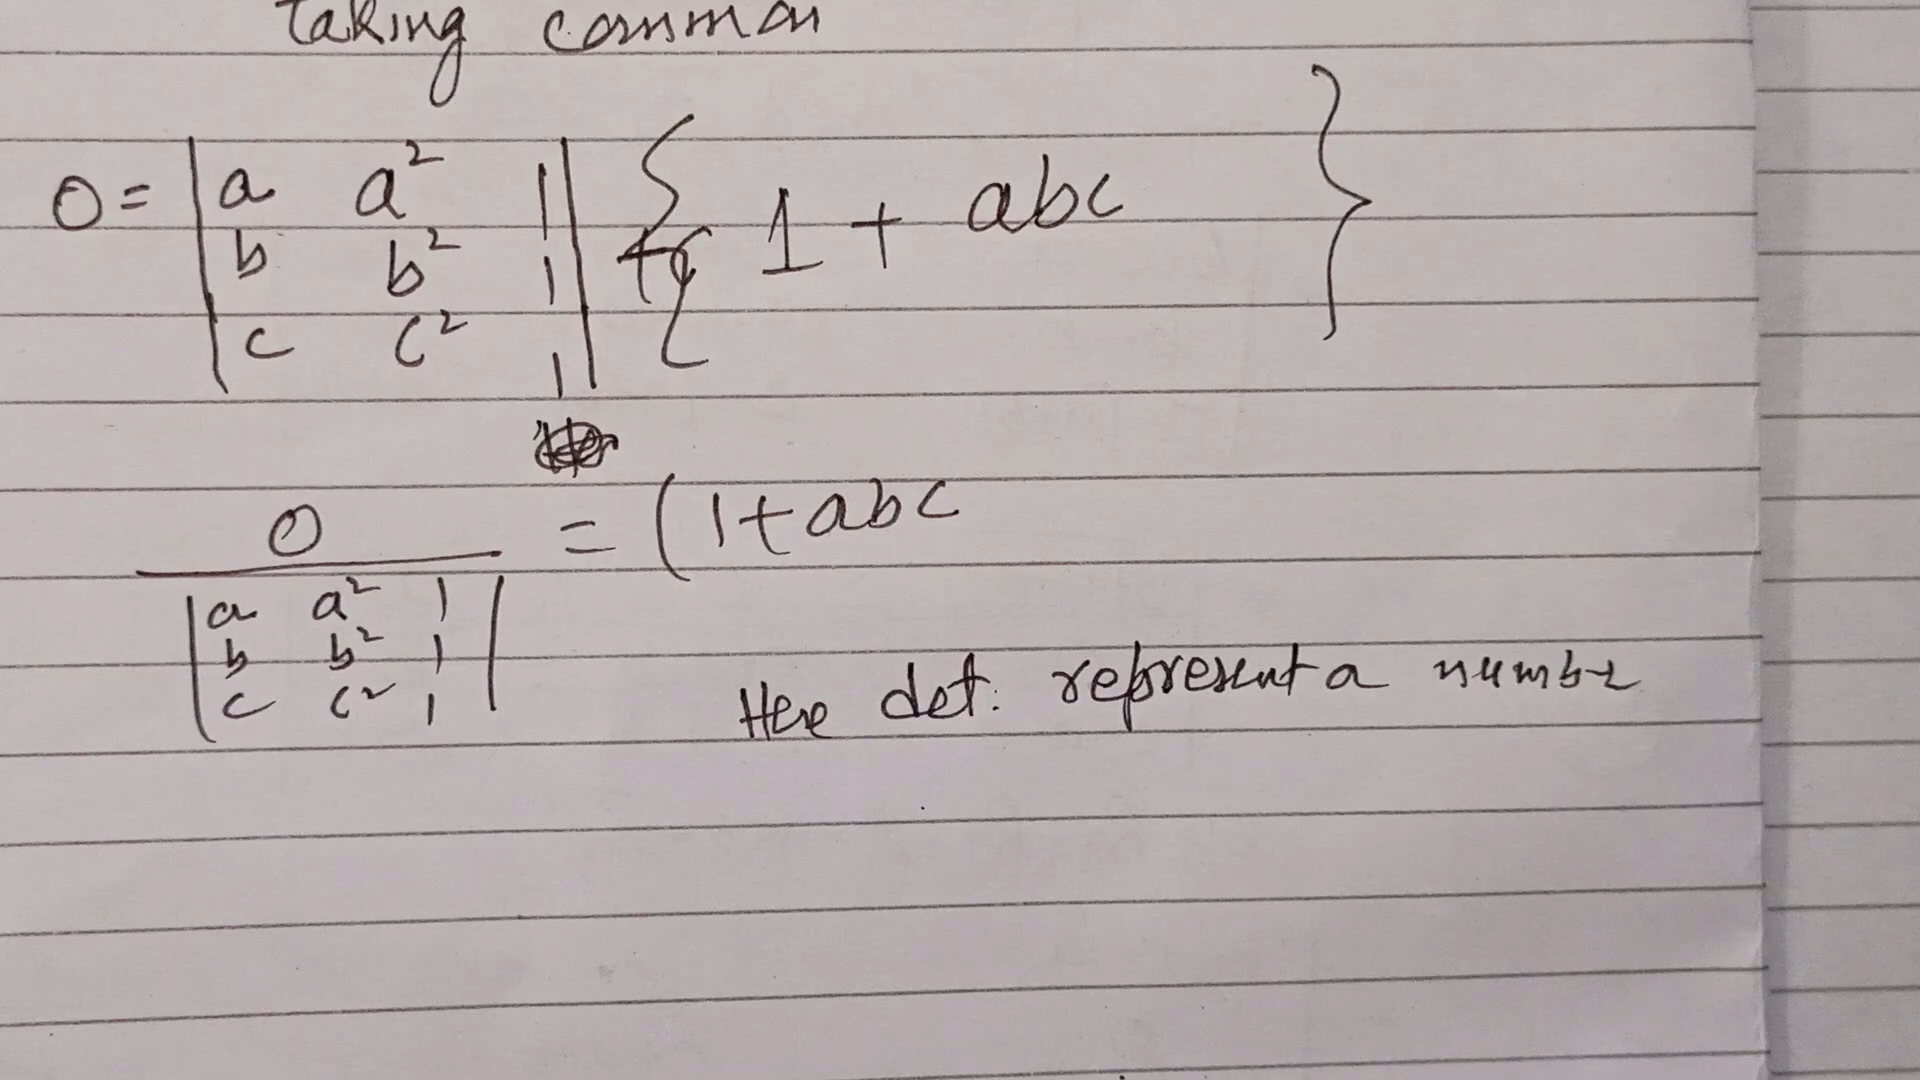 taking common
0 = | a a² 1 | { 1 + abc }
| b b² 1 |
| c c² 1 |
0 = (1+abc
| a a² 1 |
| b b² 1 |
| c c² 1 |
Here det. represent a numbr